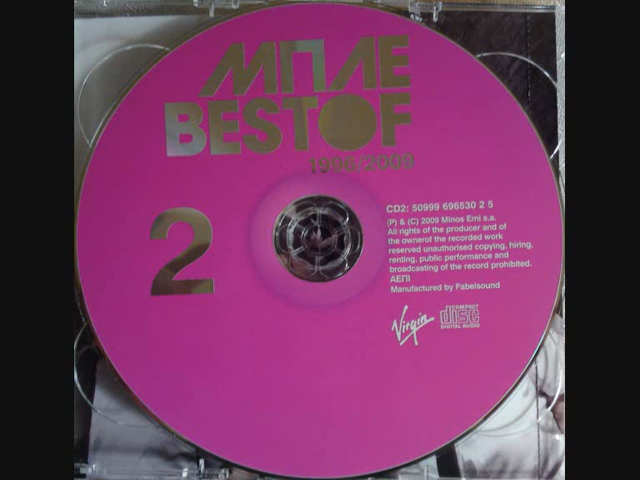 ΜΠΛΕ
BEST OF
1996/2009
2
CD2: 50999 696530 2 5
(P) & (C) 2009 Minos Emi s.a.
All rights of the producer and of
the ownerof the recorded work
reserved unauthorised copying, hiring,
renting, public performance and
broadcasting of the record prohibited.
ΑΕΠΙ
Manufactured by Fabelsound
Virgin
COMPACT
disc
DIGITAL AUDIO